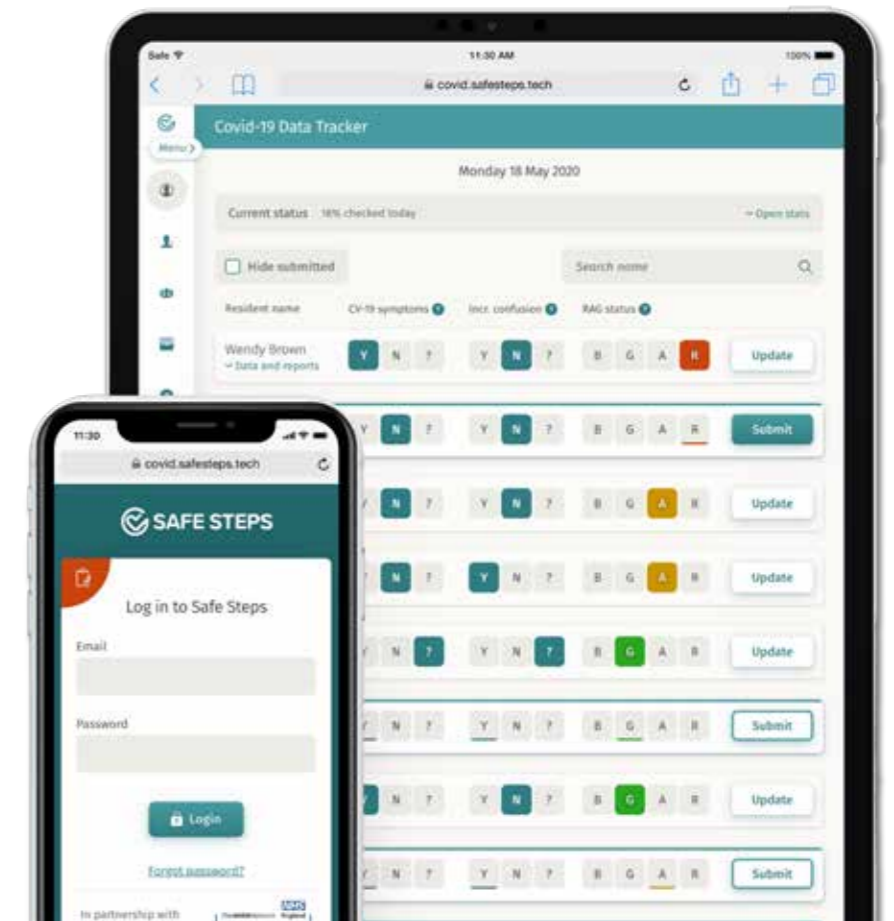 Safe 11:30 AM 100%
covid.safesteps.tech
Covid-19 Data Tracker
Menu >
Monday 18 May 2020
Current status 16% checked today Open stats
Hide submitted Search name
Resident name CV-19 symptoms ? Incr. confusion ? RAG status ?
Wendy Brown Y N ? Y N ? B G A R Update
Data and reports
Y N ? Y N ? B G A R Submit
Y N ? Y N ? B G A R Update
? N ? Y N ? B G A R Update
Y N ? Y N ? B G A R Update
Y N ? Y N ? B G A R Submit
N ? Y N ? B G A R Update
Y N ? Y N ? B G A R Submit
11:30
covid.safesteps.tech
SAFE STEPS
Log in to Safe Steps
Email
Password
Login
Forgot password?
In partnership with
NHS
England